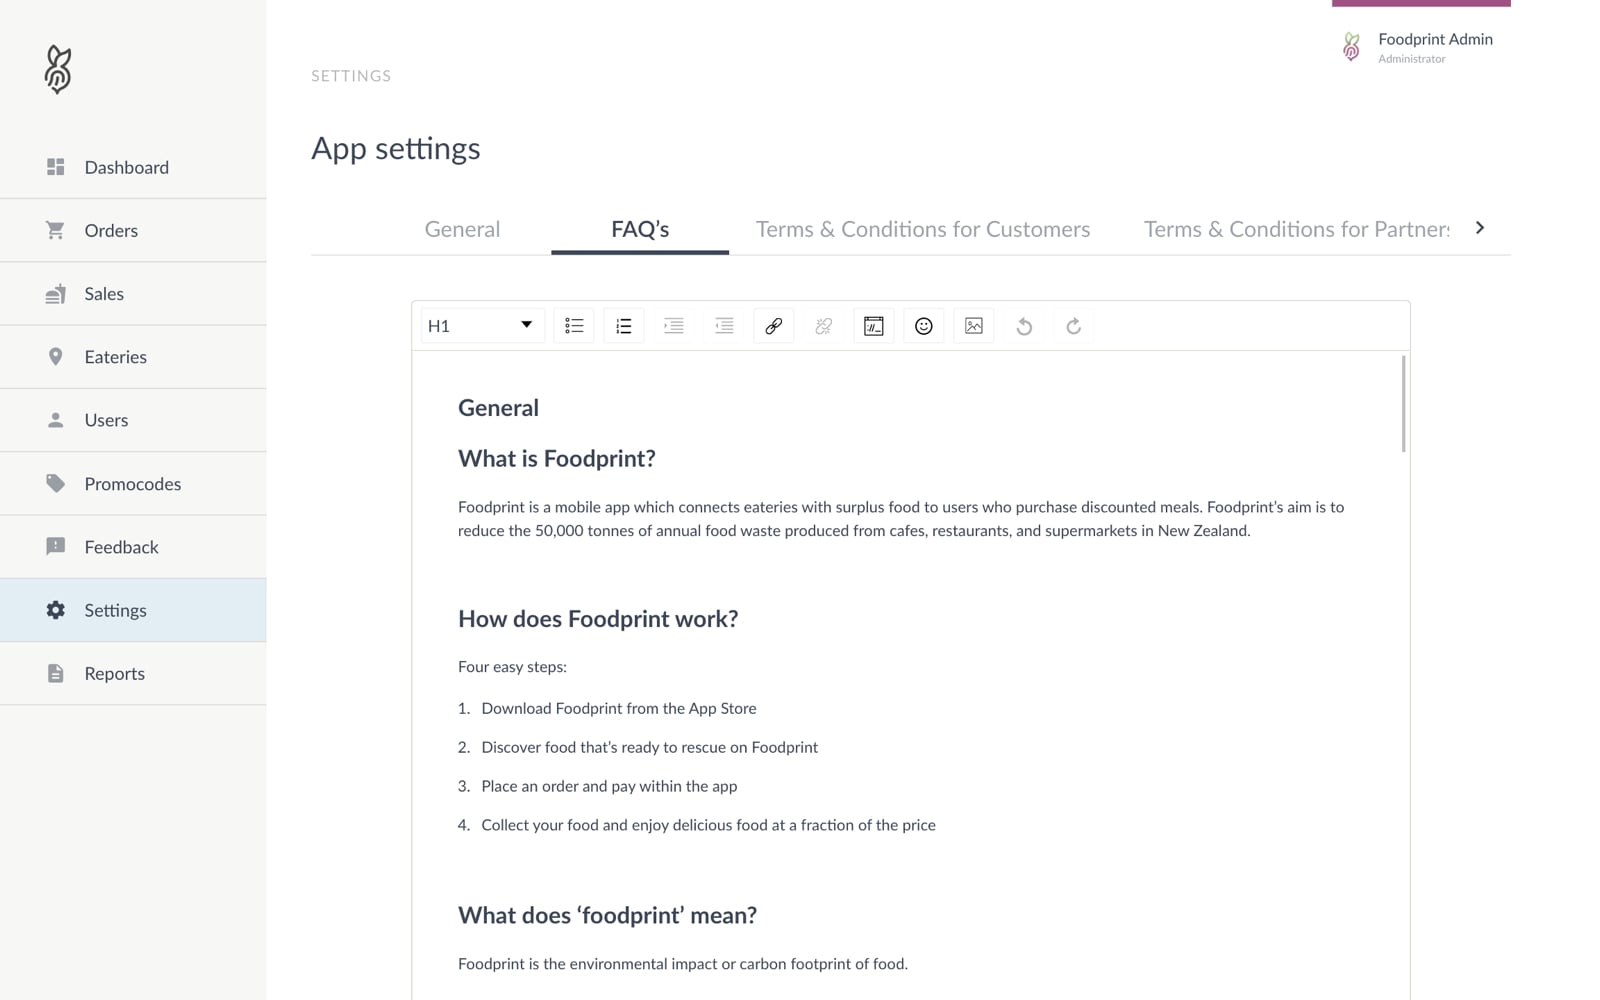 Foodprint Admin
Administrator
SETTINGS
App settings
Dashboard
Orders
Sales
Eateries
Users
Promocodes
Feedback
Settings
Reports
General
FAQ’s
Terms & Conditions for Customers
Terms & Conditions for Partners
H1
General
What is Foodprint?
Foodprint is a mobile app which connects eateries with surplus food to users who purchase discounted meals. Foodprint’s aim is to
reduce the 50,000 tonnes of annual food waste produced from cafes, restaurants, and supermarkets in New Zealand.
How does Foodprint work?
Four easy steps:
1. Download Foodprint from the App Store
2. Discover food that’s ready to rescue on Foodprint
3. Place an order and pay within the app
4. Collect your food and enjoy delicious food at a fraction of the price
What does ‘foodprint’ mean?
Foodprint is the environmental impact or carbon footprint of food.